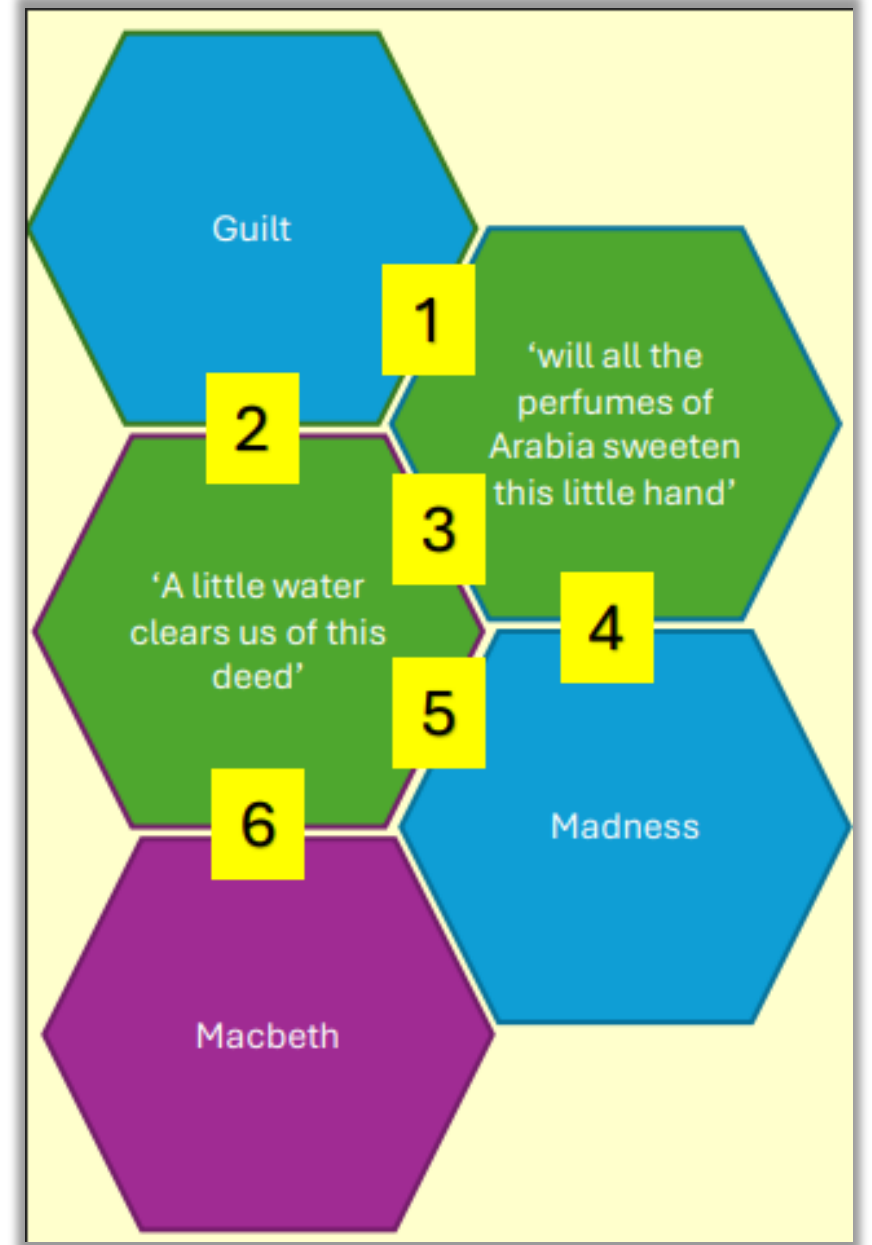 Guilt
1
‘will all the
perfumes of
Arabia sweeten
this little hand’
2
3
‘A little water
clears us of this
deed’
4
5
Madness
6
Macbeth